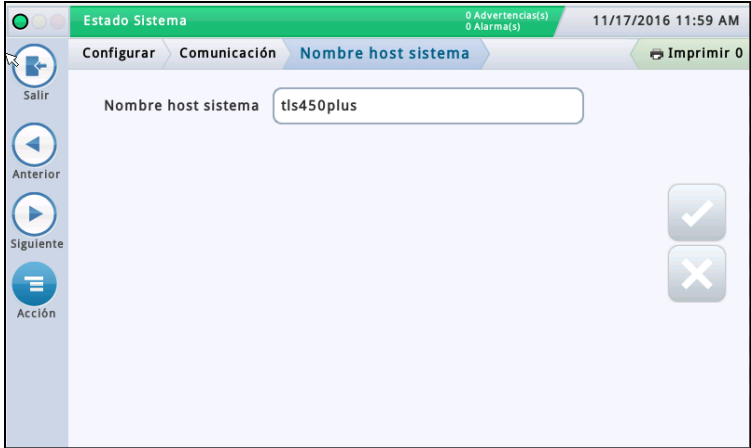 Estado Sistema
0 Advertencias(s)
0 Alarma(s)
11/17/2016 11:59 AM
Configurar
Comunicación
Nombre host sistema
Imprimir 0
Salir
Nombre host sistema
tls450plus
Anterior
Siguiente
Acción